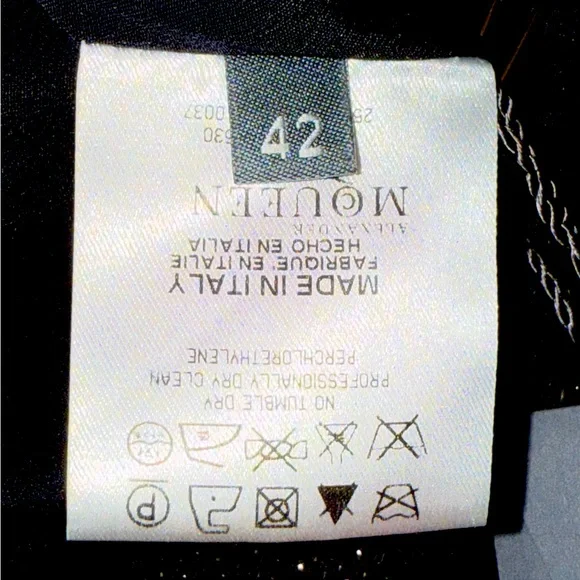 42
NO TUMBLE DRY
PROFESSIONALLY DRY CLEAN
PERCHLORETHYLENE
MADE IN ITALY
FABRIQUE' EN ITALIE
HECHO EN ITALIA
ALEXANDER
McQUEEN
P